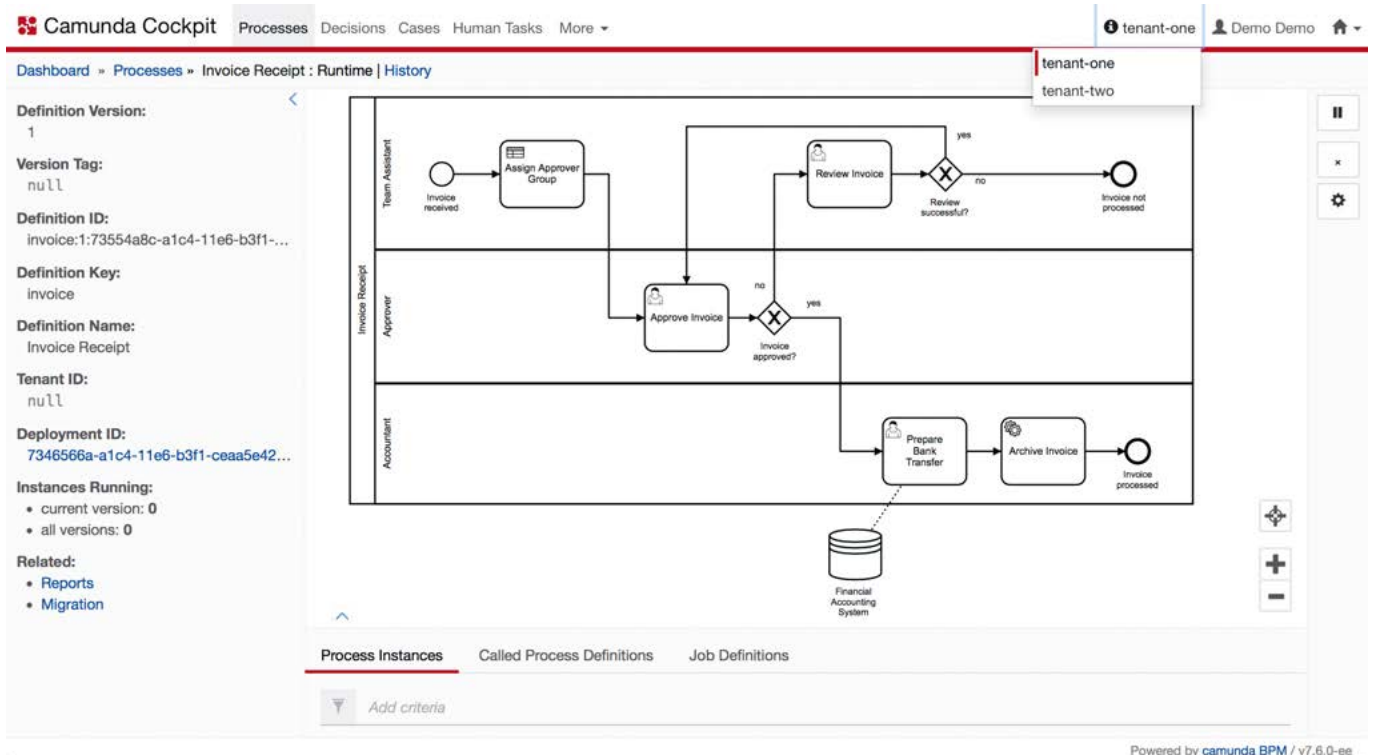 Camunda Cockpit Processes Decisions Cases Human Tasks More tenant-one Demo Demo
tenant-one
tenant-two
Dashboard » Processes » Invoice Receipt : Runtime | History
Definition Version:
1
Version Tag:
null
Definition ID:
invoice:1:73554a8c-a1c4-11e6-b3f1-...
Definition Key:
invoice
Definition Name:
Invoice Receipt
Tenant ID:
null
Deployment ID:
7346566a-a1c4-11e6-b3f1-ceaa5e42...
Instances Running:
• current version: 0
• all versions: 0
Related:
• Reports
• Migration
Invoice Receipt
Team Assistant
Invoice
received
Assign Approver
Group
Review Invoice
yes
no
Review
successful?
Invoice not
processed
Approver
Approve Invoice
no
yes
Invoice
approved?
Accountant
Prepare
Bank
Transfer
Archive Invoice
Invoice
processed
Financial
Accounting
System
Process Instances Called Process Definitions Job Definitions
Add criteria
Powered by camunda BPM / v7.6.0-ee